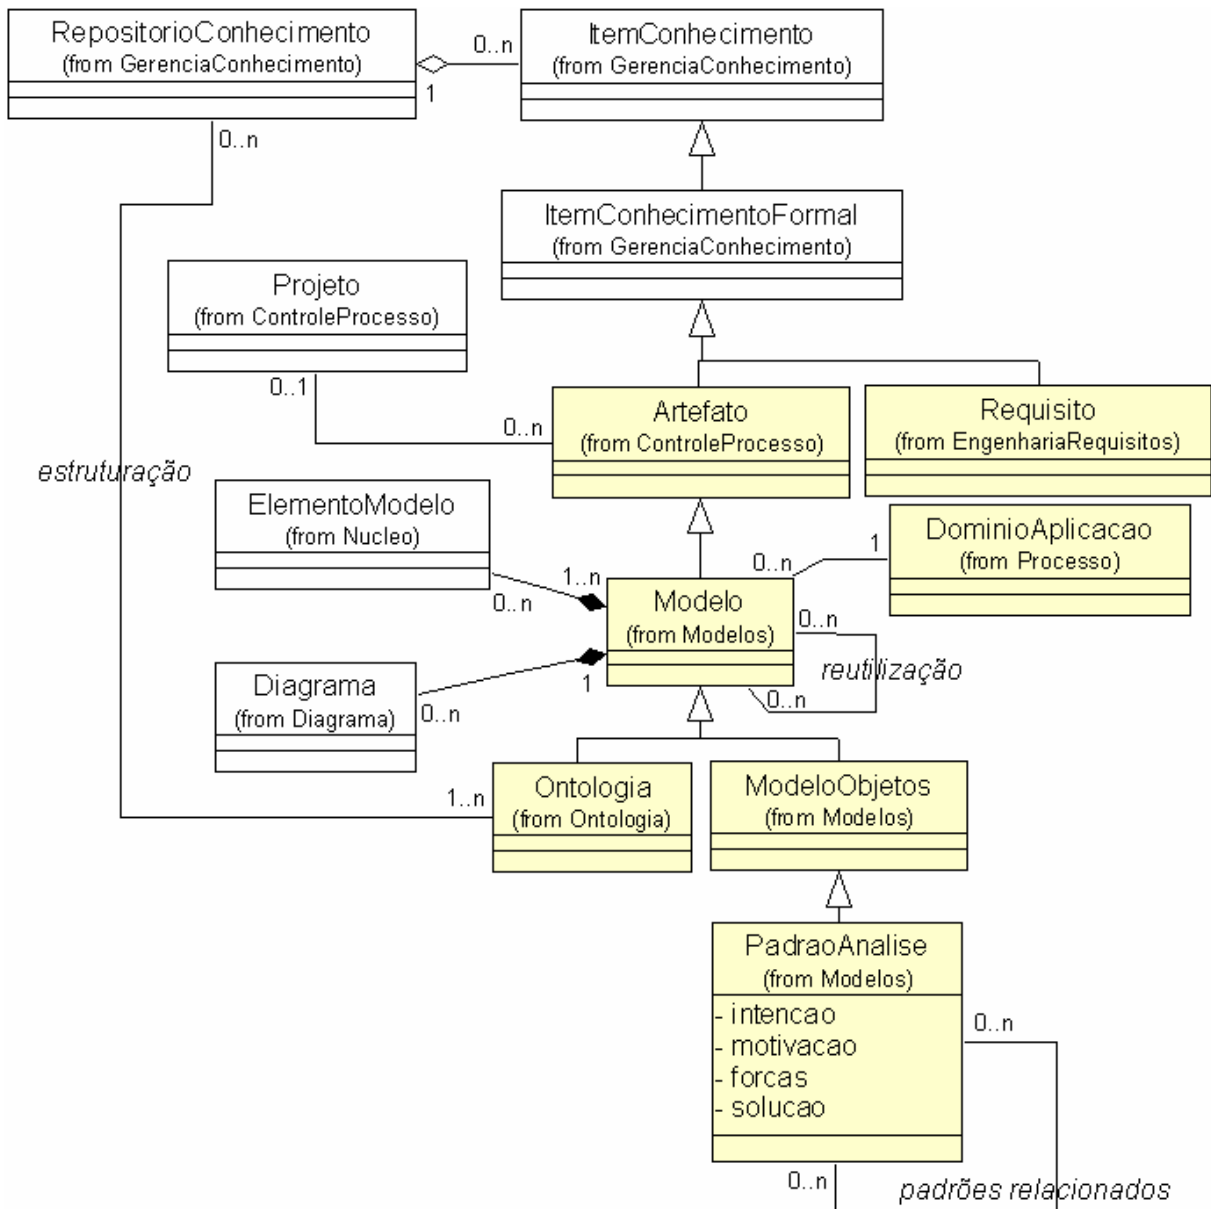 RepositorioConhecimento
(from GerenciaConhecimento)
0..n
1
ItemConhecimento
(from GerenciaConhecimento)
0..n
ItemConhecimentoFormal
(from GerenciaConhecimento)
Projeto
(from ControleProcesso)
0..1
0..n
Artefato
(from ControleProcesso)
Requisito
(from EngenhariaRequisitos)
estruturação
ElementoModelo
(from Nucleo)
1..n
0..n
DominioAplicacao
(from Processo)
1
0..n
Modelo
(from Modelos)
0..n
reutilização
0..n
Diagrama
(from Diagrama)
1
0..n
Ontologia
(from Ontologia)
1..n
ModeloObjetos
(from Modelos)
PadraoAnalise
(from Modelos)
- intencao
- motivacao
- forcas
- solucao
0..n
0..n
padrões relacionados